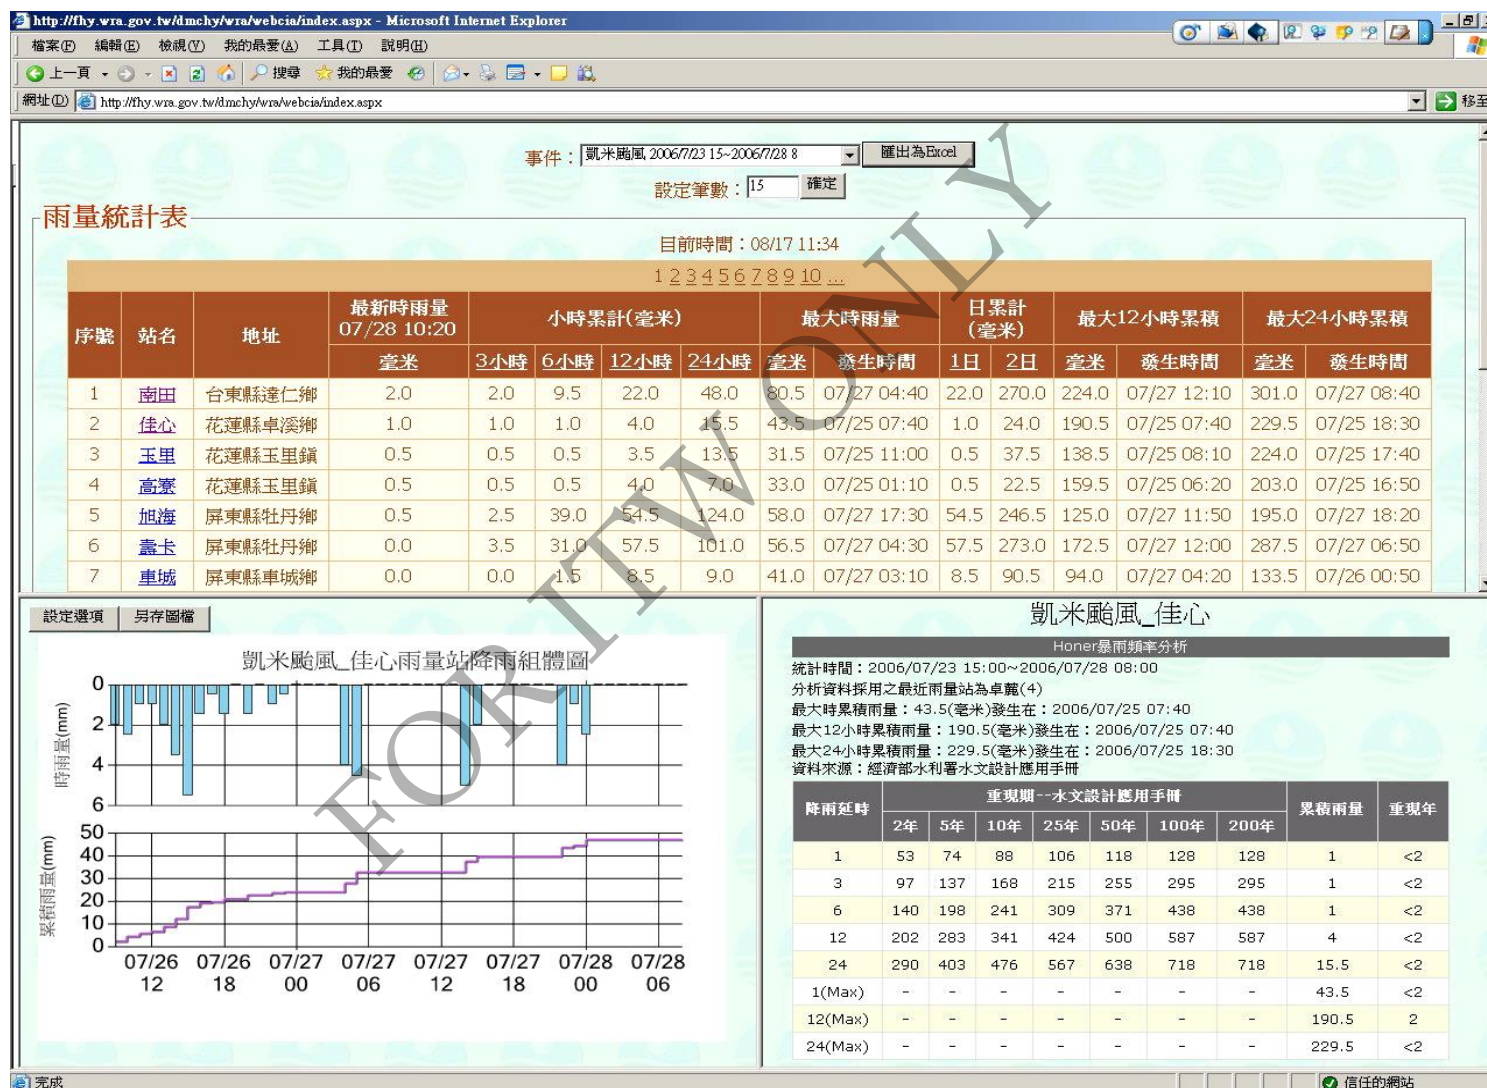 http://fhy.wra.gov.tw/dmchy/wra/webcia/index.aspx - Microsoft Internet Explorer
檔案(F) 編輯(E) 檢視(V) 我的最愛(A) 工具(T) 說明(H)
上一頁 搜尋 我的最愛
網址(D) http://fhy.wra.gov.tw/dmchy/wra/webcia/index.aspx 移至
事件：凱米颱風 2006/7/23 15~2006/7/28 8 匯出為Excel
設定筆數：15 確定
雨量統計表
目前時間：08/17 11:34
1 2 3 4 5 6 7 8 9 10 ...
序號 站名 地址 最新時雨量 07/28 10:20 小時累計(毫米) 最大時雨量 日累計(毫米) 最大12小時累積 最大24小時累積
毫米 3小時 6小時 12小時 24小時 毫米 發生時間 1日 2日 毫米 發生時間 毫米 發生時間
1 南田 台東縣達仁鄉 2.0 2.0 9.5 22.0 48.0 80.5 07/27 04:40 22.0 270.0 224.0 07/27 12:10 301.0 07/27 08:40
2 佳心 花蓮縣卓溪鄉 1.0 1.0 1.0 4.0 15.5 43.5 07/25 07:40 1.0 24.0 190.5 07/25 07:40 229.5 07/25 18:30
3 玉里 花蓮縣玉里鎮 0.5 0.5 0.5 3.5 13.5 31.5 07/25 11:00 0.5 37.5 138.5 07/25 08:10 224.0 07/25 17:40
4 高寮 花蓮縣玉里鎮 0.5 0.5 0.5 4.0 7.0 33.0 07/25 01:10 0.5 22.5 159.5 07/25 06:20 203.0 07/25 16:50
5 旭海 屏東縣牡丹鄉 0.5 2.5 39.0 54.5 124.0 58.0 07/27 17:30 54.5 246.5 125.0 07/27 11:50 195.0 07/27 18:20
6 壽卡 屏東縣牡丹鄉 0.0 3.5 31.0 57.5 101.0 56.5 07/27 04:30 57.5 273.0 172.5 07/27 12:00 287.5 07/27 06:50
7 車城 屏東縣車城鄉 0.0 0.0 1.5 8.5 9.0 41.0 07/27 03:10 8.5 90.5 94.0 07/27 04:20 133.5 07/26 00:50
設定選項 另存圖檔
凱米颱風_佳心雨量站降雨組體圖
時雨量(mm)
0
2
4
6
累積雨量(mm)
50
40
30
20
10
0
07/26 07/26 07/27 07/27 07/27 07/27 07/28 07/28
12 18 00 06 12 18 00 06
凱米颱風_佳心
Honer暴雨頻率分析
統計時間：2006/07/23 15:00~2006/07/28 08:00
分析資料採用之最近雨量站為卓麓(4)
最大時累積雨量：43.5(毫米)發生在：2006/07/25 07:40
最大12小時累積雨量：190.5(毫米)發生在：2006/07/25 07:40
最大24小時累積雨量：229.5(毫米)發生在：2006/07/25 18:30
資料來源：經濟部水利署水文設計應用手冊
降雨延時 重現期--水文設計應用手冊 累積雨量 重現年
2年 5年 10年 25年 50年 100年 200年
1 53 74 88 106 118 128 128 1 <2
3 97 137 168 215 255 295 295 1 <2
6 140 198 241 309 371 438 438 1 <2
12 202 283 341 424 500 587 587 4 <2
24 290 403 476 567 638 718 718 15.5 <2
1(Max) - - - - - - - 43.5 <2
12(Max) - - - - - - - 190.5 2
24(Max) - - - - - - - 229.5 <2
FOR ITW ONLY
完成 信任的網站